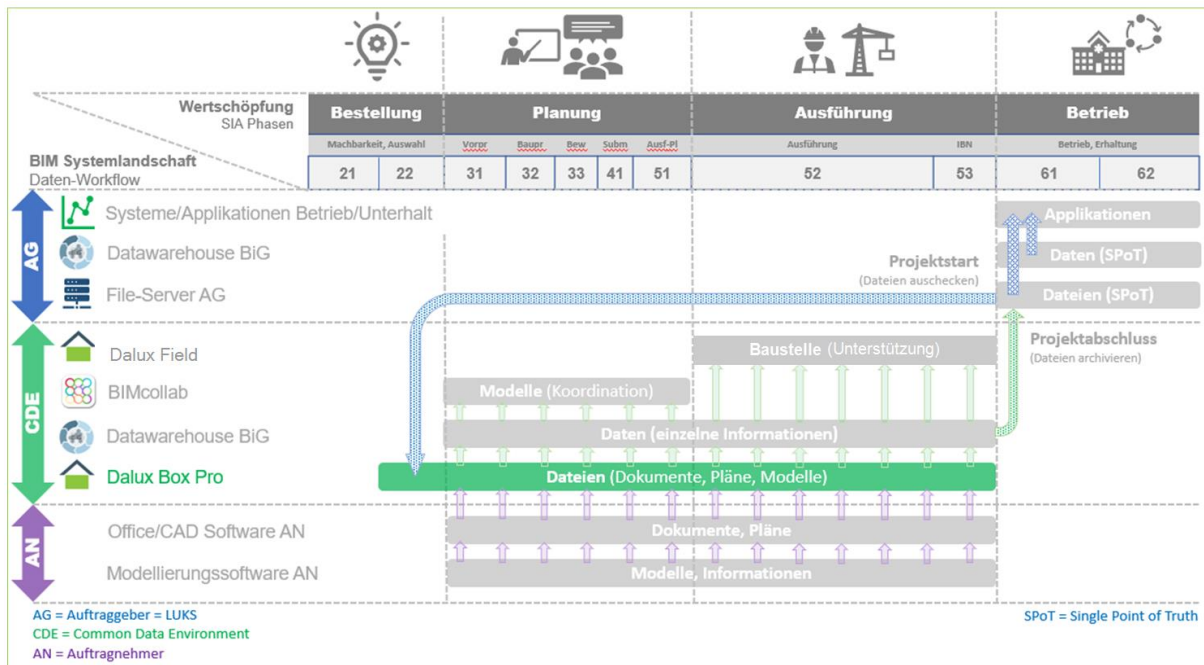 Wertschöpfung
SIA Phasen
BIM Systemlandschaft
Daten-Workflow
Bestellung Planung Ausführung Betrieb
Machbarkeit, Auswahl Vorpr Baupr Bew Subm Ausf-Pl Ausführung IBN Betrieb, Erhaltung
21 22 31 32 33 41 51 52 53 61 62
AG
Systeme/Applikationen Betrieb/Unterhalt Applikationen
Datawarehouse BiG Daten (SPoT)
Projektstart
(Dateien auschecken)
File-Server AG Dateien (SPoT)
CDE
Dalux Field Baustelle (Unterstützung)
Projektabschluss
(Dateien archivieren)
BIMcollab Modelle (Koordination)
Datawarehouse BiG Daten (einzelne Informationen)
Dalux Box Pro Dateien (Dokumente, Pläne, Modelle)
AN
Office/CAD Software AN Dokumente, Pläne
Modellierungssoftware AN Modelle, Informationen
AG = Auftraggeber = LUKS
CDE = Common Data Environment
AN = Auftragnehmer
SPoT = Single Point of Truth